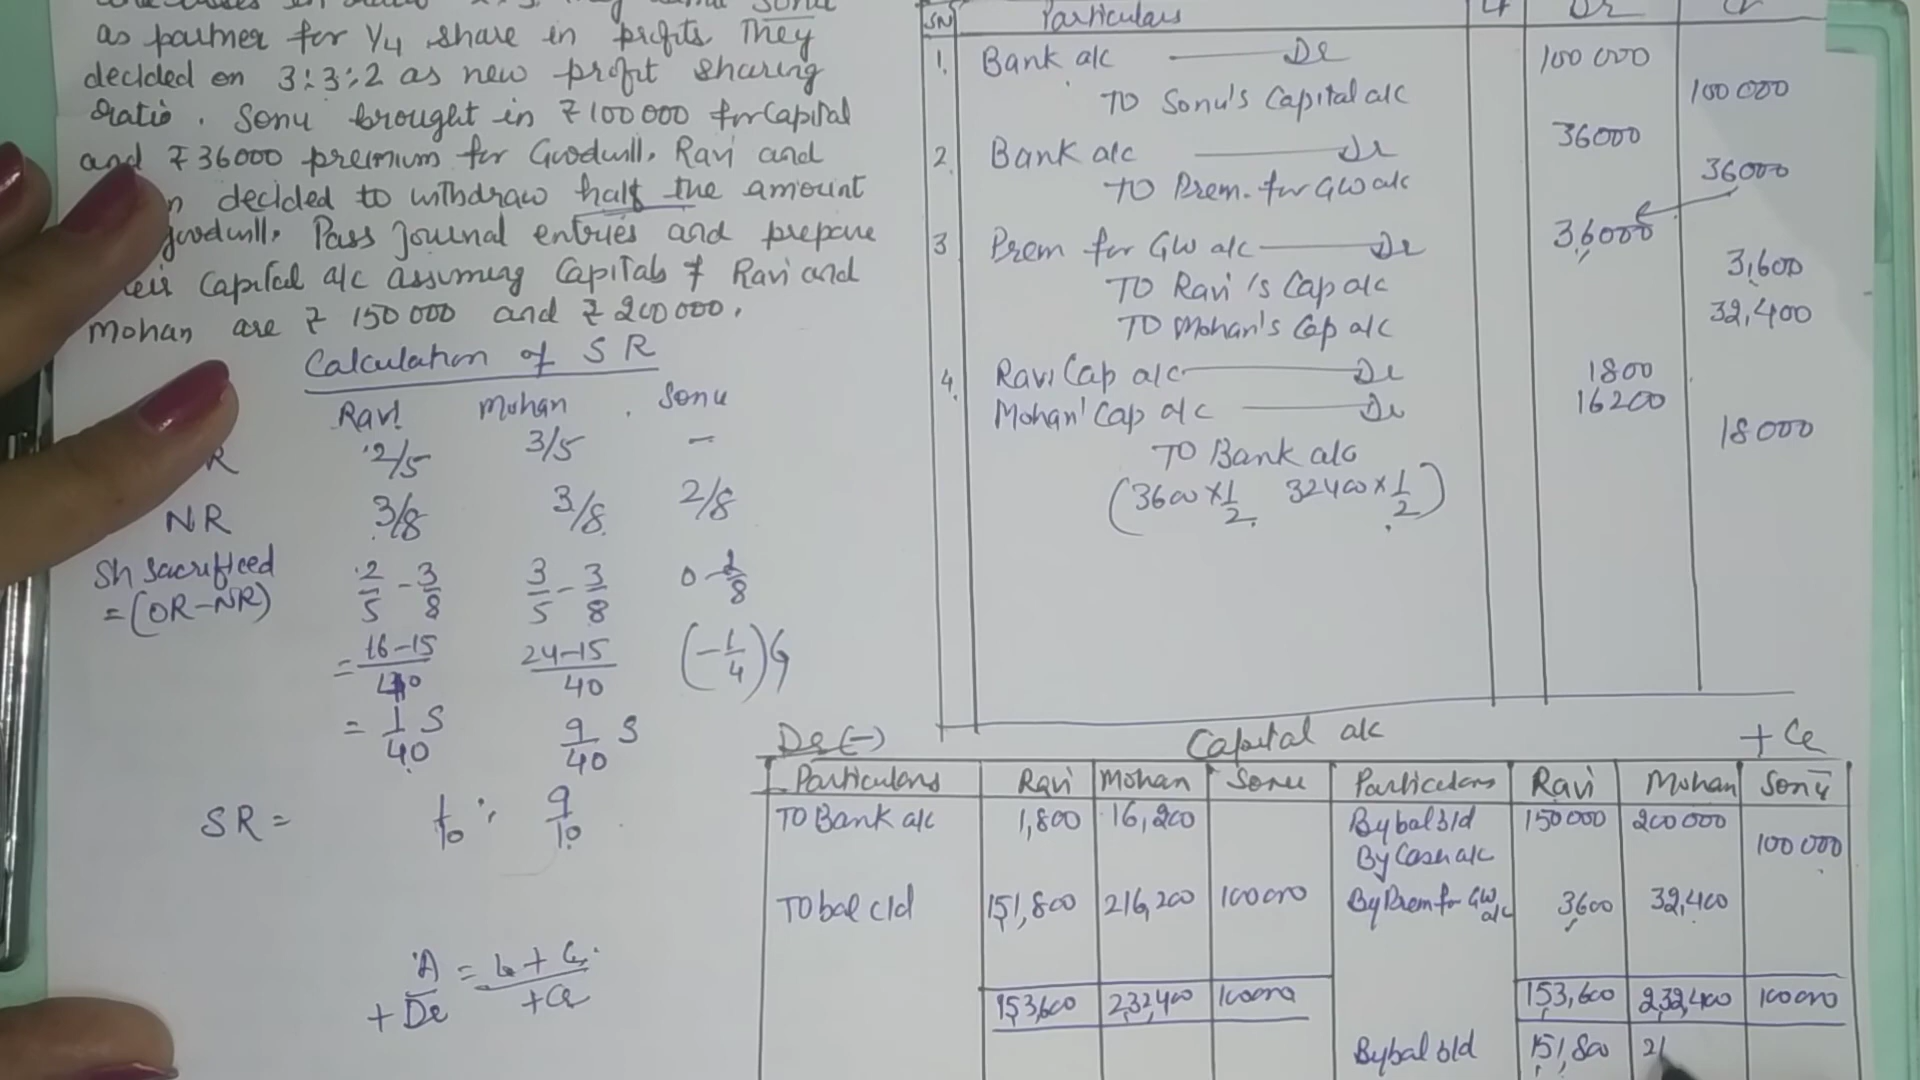 as partner for 1/4 share in profits. They
decided on 3:3:2 as new profit sharing
Ratio. Sonu brought in ₹100000 for Capital
and ₹36000 premium for Goodwill. Ravi and
n decided to withdraw half the amount
goodwill. Pass Journal entries and prepare
eir Capital a/c assuming Capitals of Ravi and
Mohan are ₹ 150000 and ₹ 200000.
Calculation of SR
Ravi Mohan Sonu
R 2/5 3/5 –
NR 3/8 3/8 2/8
Sh sacrificed
=(OR-NR) 2/5 - 3/8 3/5 - 3/8 0 - 2/8
= 16-15/40 24-15/40 (-1/4)G
= 1/40 S 9/40 S
SR = 1/10 : 9/10
SN Particulars LF Dr Cr
1. Bank a/c Dr 100000
TO Sonu's Capital a/c 100000
2 Bank a/c Dr 36000
TO Prem. for GW a/c 36000
3 Prem for GW a/c Dr 36000
TO Ravi's Cap a/c 3,600
TO Mohan's Cap a/c 32,400
4. Ravi Cap a/c Dr 1800
Mohan' Cap a/c Dr 16200
TO Bank a/c 18000
(3600 x 1/2 32400 x 1/2)
Dr (-) Capital a/c + Cr
Particulars Ravi Mohan Sonu Particulars Ravi Mohan Sonu
TO Bank a/c 1,800 16,200 By bal b/d 150000 200000
By Cash a/c 100000
TO bal c/d 151,800 216,200 100000 By Prem for GW a/c 3600 32,400
153,600 232,400 100000 153,600 232,400 100000
By bal b/d 151,800 21